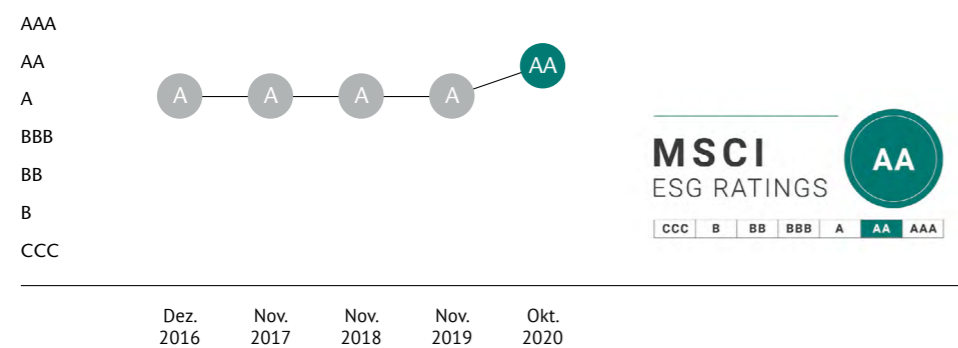 AAA
AA
A
BBB
BB
B
CCC
A A A A AA
Dez. Nov. Nov. Nov. Okt.
2016 2017 2018 2019 2020
MSCI
ESG RATINGS
AA
CCC B BB BBB A AA AAA